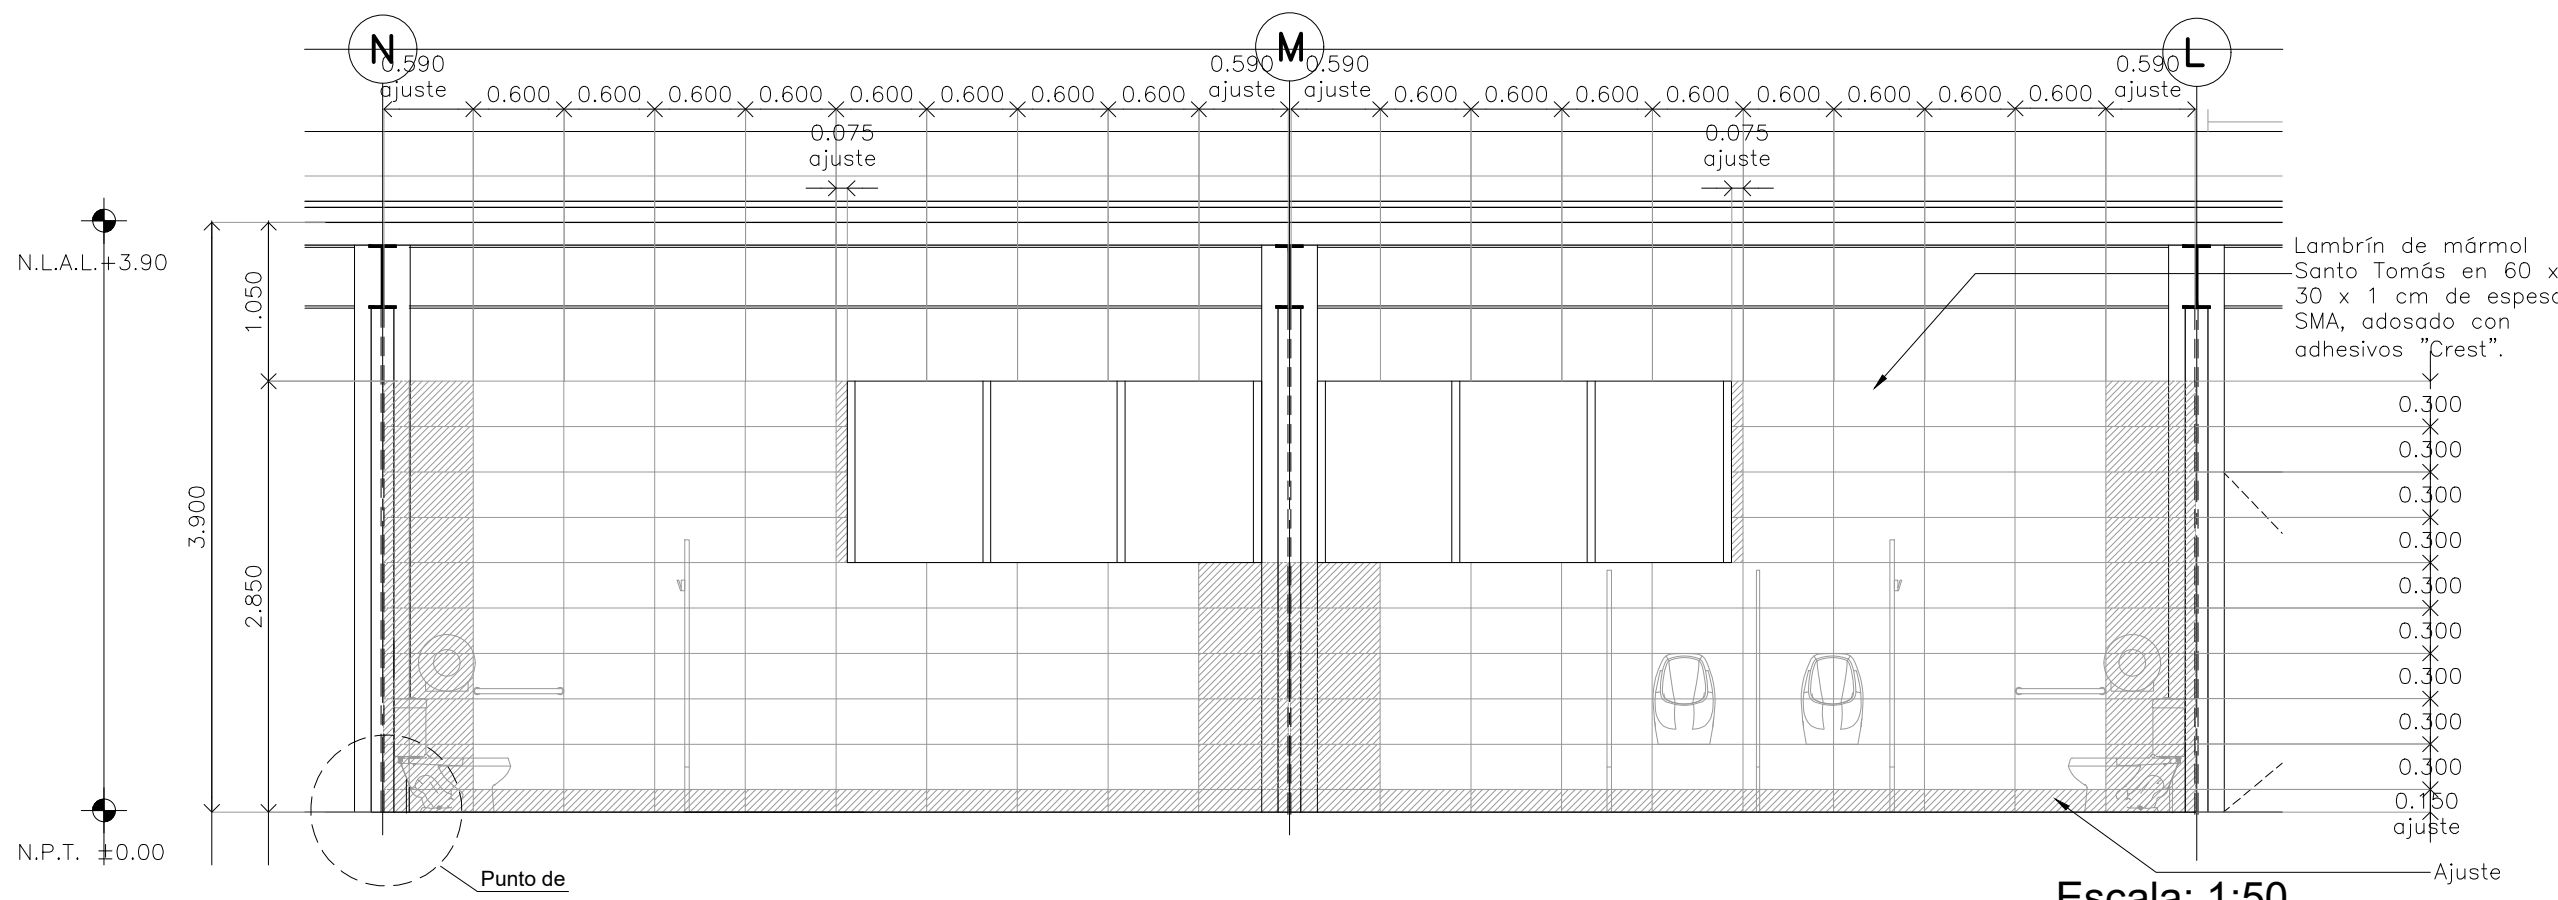 N M L
0.590 0.590 0.590 0.590
ajuste ajuste ajuste ajuste
0.600 0.600 0.600 0.600 0.600 0.600 0.600 0.600 0.600 0.600 0.600 0.600 0.600 0.600 0.600 0.600
0.075 0.075
ajuste ajuste
N.L.A.L.+3.90
1.050
3.900
2.850
Lambrín de mármol
Santo Tomás en 60 x
30 x 1 cm de espeso
SMA, adosado con
adhesivos "Crest".
0.300
0.300
0.300
0.300
0.300
0.300
0.300
0.300
0.300
0.150
ajuste
N.P.T. ±0.00
Punto de
Ajuste
Escala: 1:50